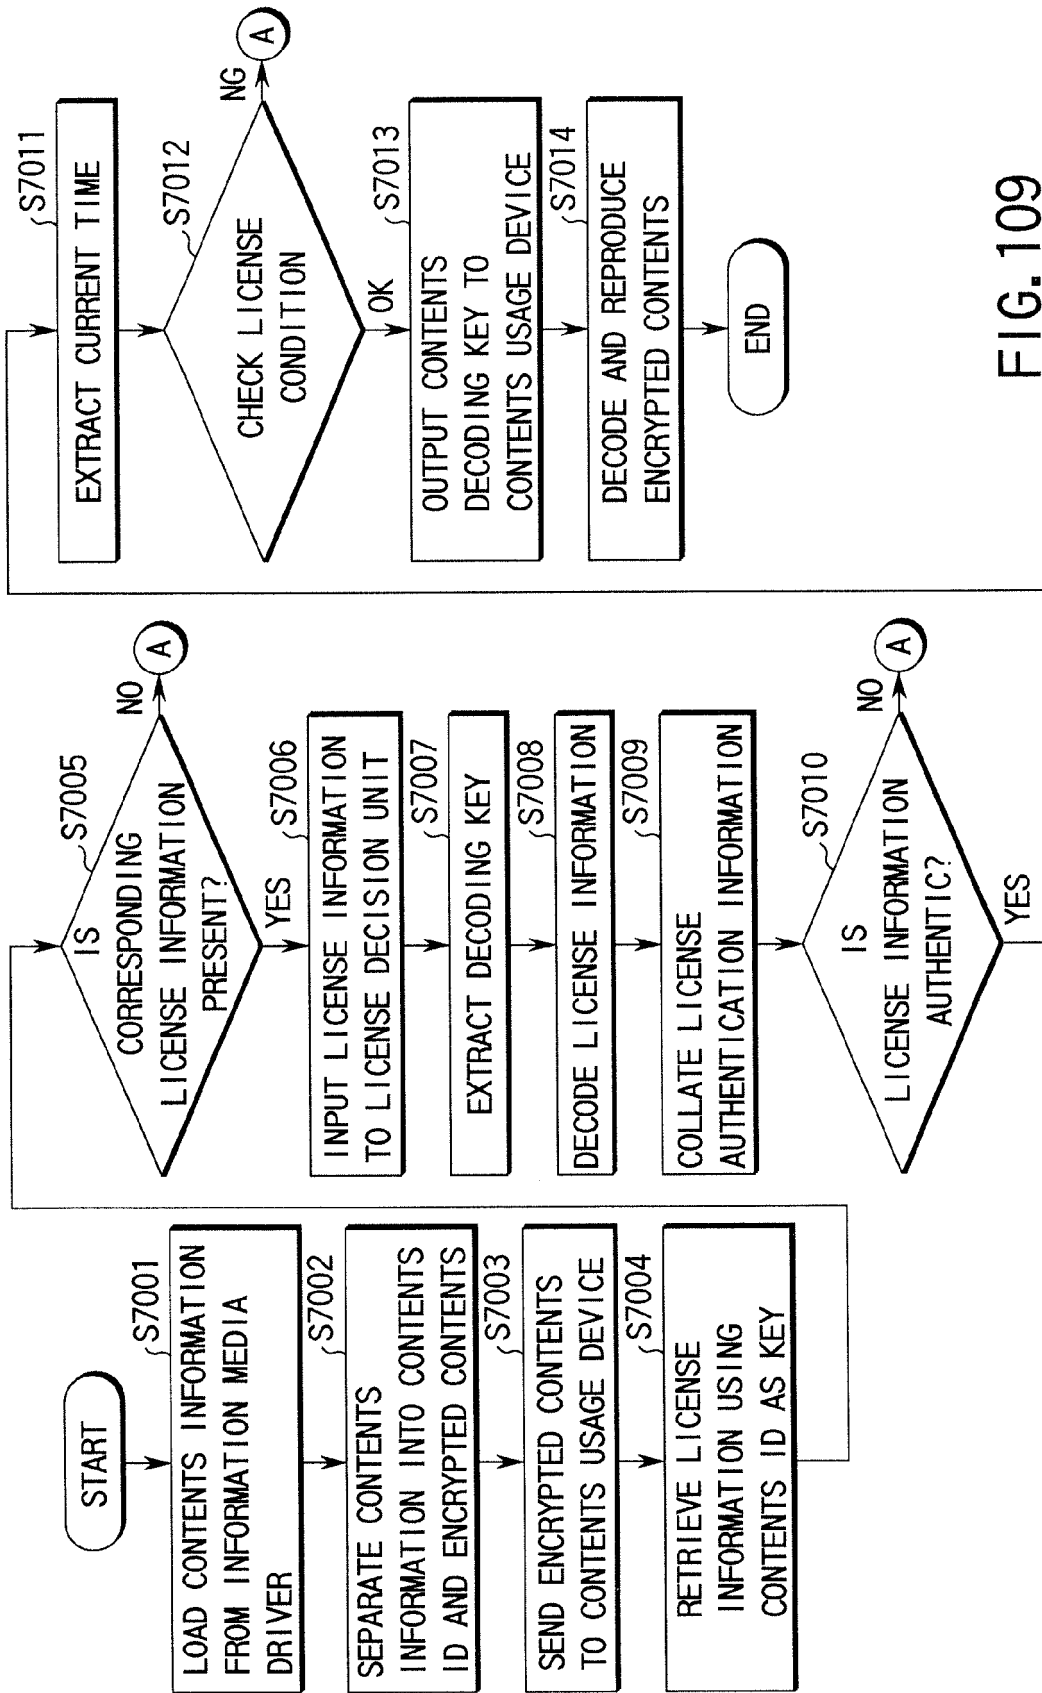 START
S7001
LOAD CONTENTS INFORMATION
FROM INFORMATION MEDIA
DRIVER
S7002
SEPARATE CONTENTS
INFORMATION INTO CONTENTS
ID AND ENCRYPTED CONTENTS
S7003
SEND ENCRYPTED CONTENTS
TO CONTENTS USAGE DEVICE
S7004
RETRIEVE LICENSE
INFORMATION USING
CONTENTS ID AS KEY
S7005
IS
CORRESPONDING
LICENSE INFORMATION
PRESENT?
NO
A
YES
S7006
INPUT LICENSE INFORMATION
TO LICENSE DECISION UNIT
S7007
EXTRACT DECODING KEY
S7008
DECODE LICENSE INFORMATION
S7009
COLLATE LICENSE
AUTHENTICATION INFORMATION
S7010
IS
LICENSE INFORMATION
AUTHENTIC?
NO
A
YES
S7011
EXTRACT CURRENT TIME
S7012
CHECK LICENSE
CONDITION
NG
A
OK
S7013
OUTPUT CONTENTS
DECODING KEY TO
CONTENTS USAGE DEVICE
S7014
DECODE AND REPRODUCE
ENCRYPTED CONTENTS
END
FIG. 109